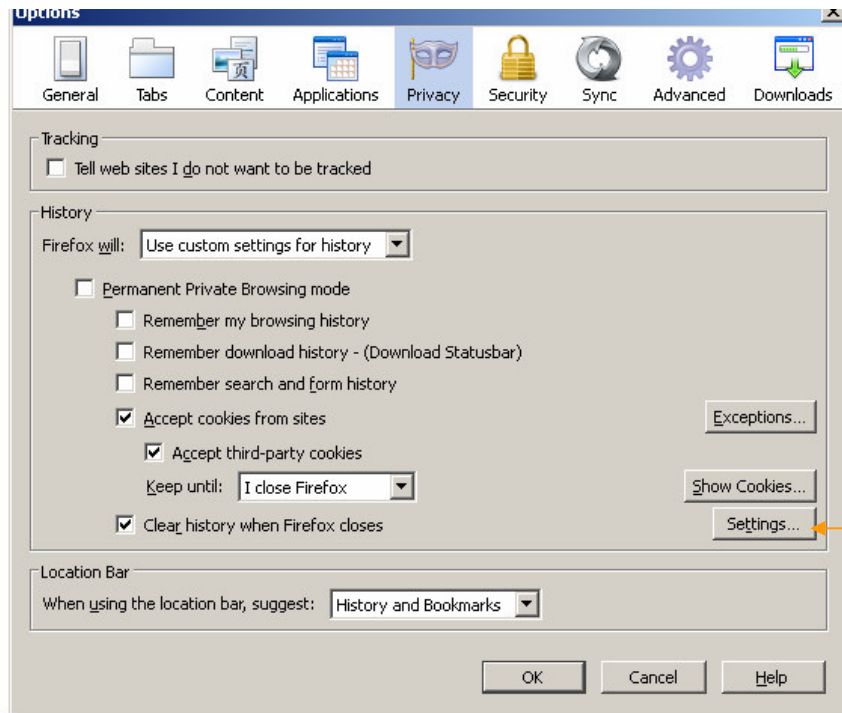 Options
General Tabs Content Applications Privacy Security Sync Advanced Downloads
Tracking
Tell web sites I do not want to be tracked
History
Firefox will: Use custom settings for history
Permanent Private Browsing mode
Remember my browsing history
Remember download history - (Download Statusbar)
Remember search and form history
Accept cookies from sites Exceptions...
Accept third-party cookies
Keep until: I close Firefox Show Cookies...
Clear history when Firefox closes Settings...
Location Bar
When using the location bar, suggest: History and Bookmarks
OK Cancel Help